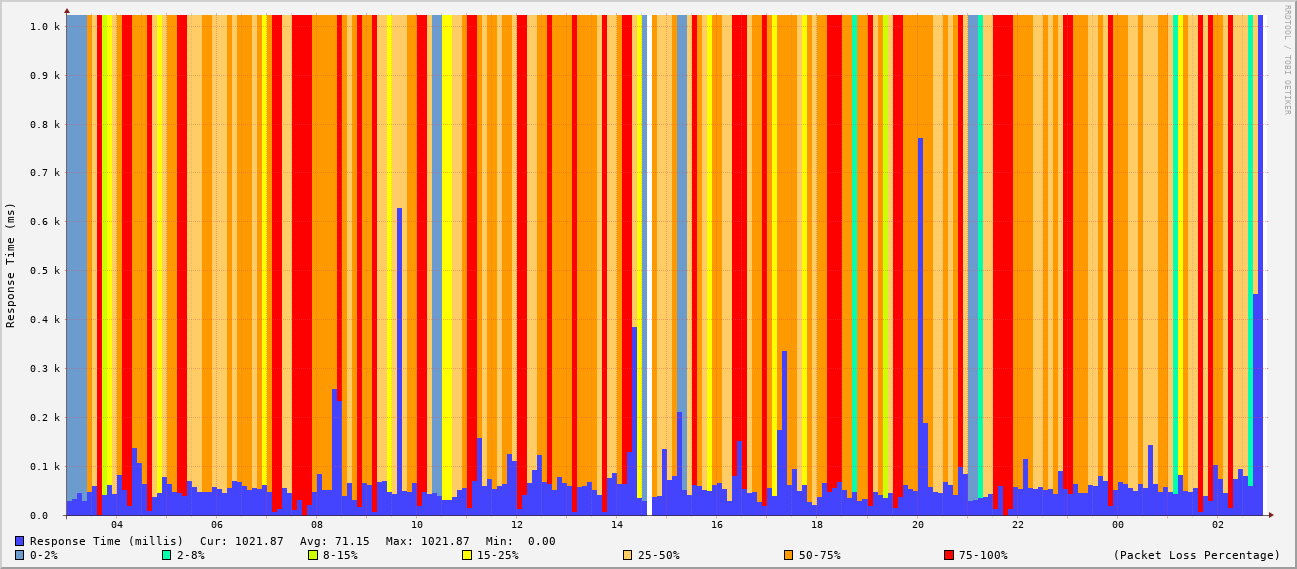 RRDTOOL / TOBI OETIKER
Response Time (ms)
1.0 k
0.9 k
0.8 k
0.7 k
0.6 k
0.5 k
0.4 k
0.3 k
0.2 k
0.1 k
0.0
04 06 08 10 12 14 16 18 20 22 00 02
Response Time (millis) Cur: 1021.87 Avg: 71.15 Max: 1021.87 Min: 0.00
0-2% 2-8% 8-15% 15-25% 25-50% 50-75% 75-100% (Packet Loss Percentage)